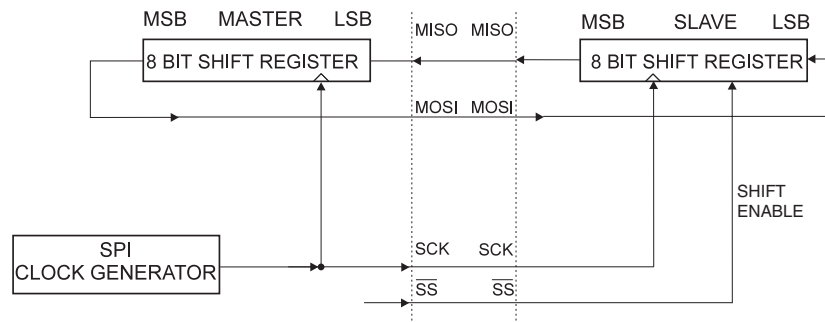 MSB MASTER LSB
MISO MISO
MSB SLAVE LSB
8 BIT SHIFT REGISTER
8 BIT SHIFT REGISTER
MOSI MOSI
SHIFT
ENABLE
SPI
CLOCK GENERATOR
SCK SCK
SS SS